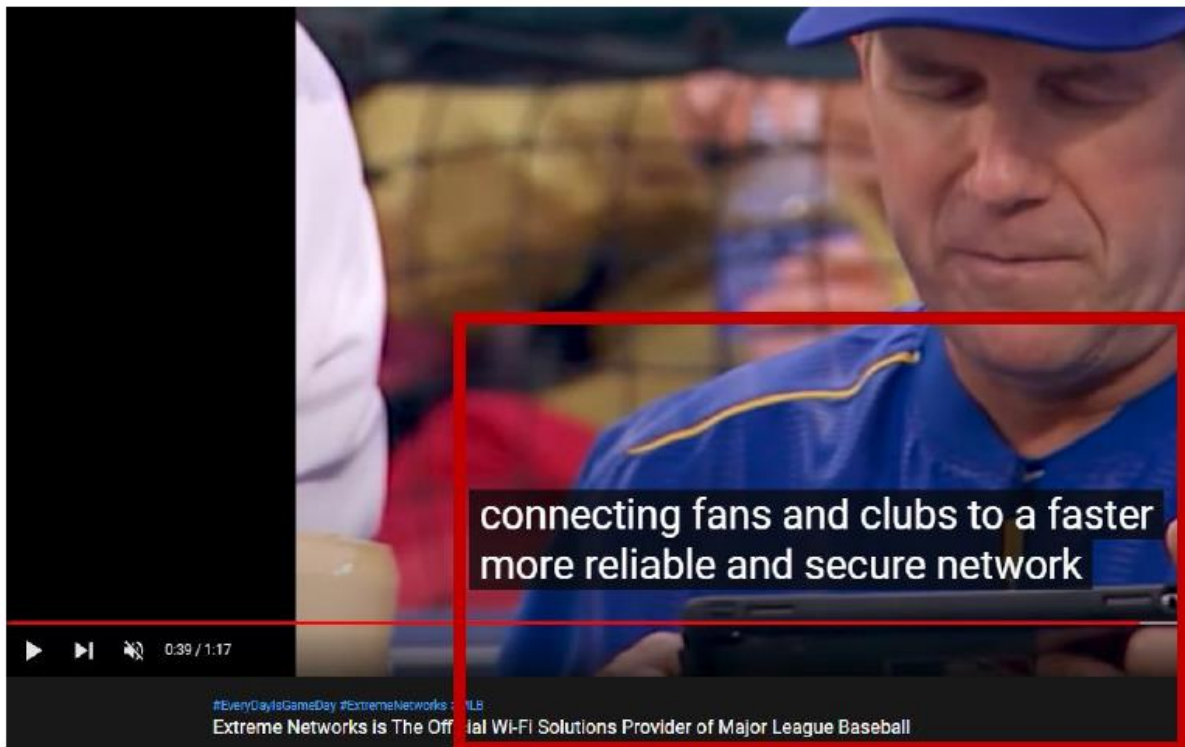 connecting fans and clubs to a faster
more reliable and secure network
0:39 / 1:17
#EveryDayIsGameDay #ExtremeNetworks
Extreme Networks is The Official Wi-Fi Solutions Provider of Major League Baseball